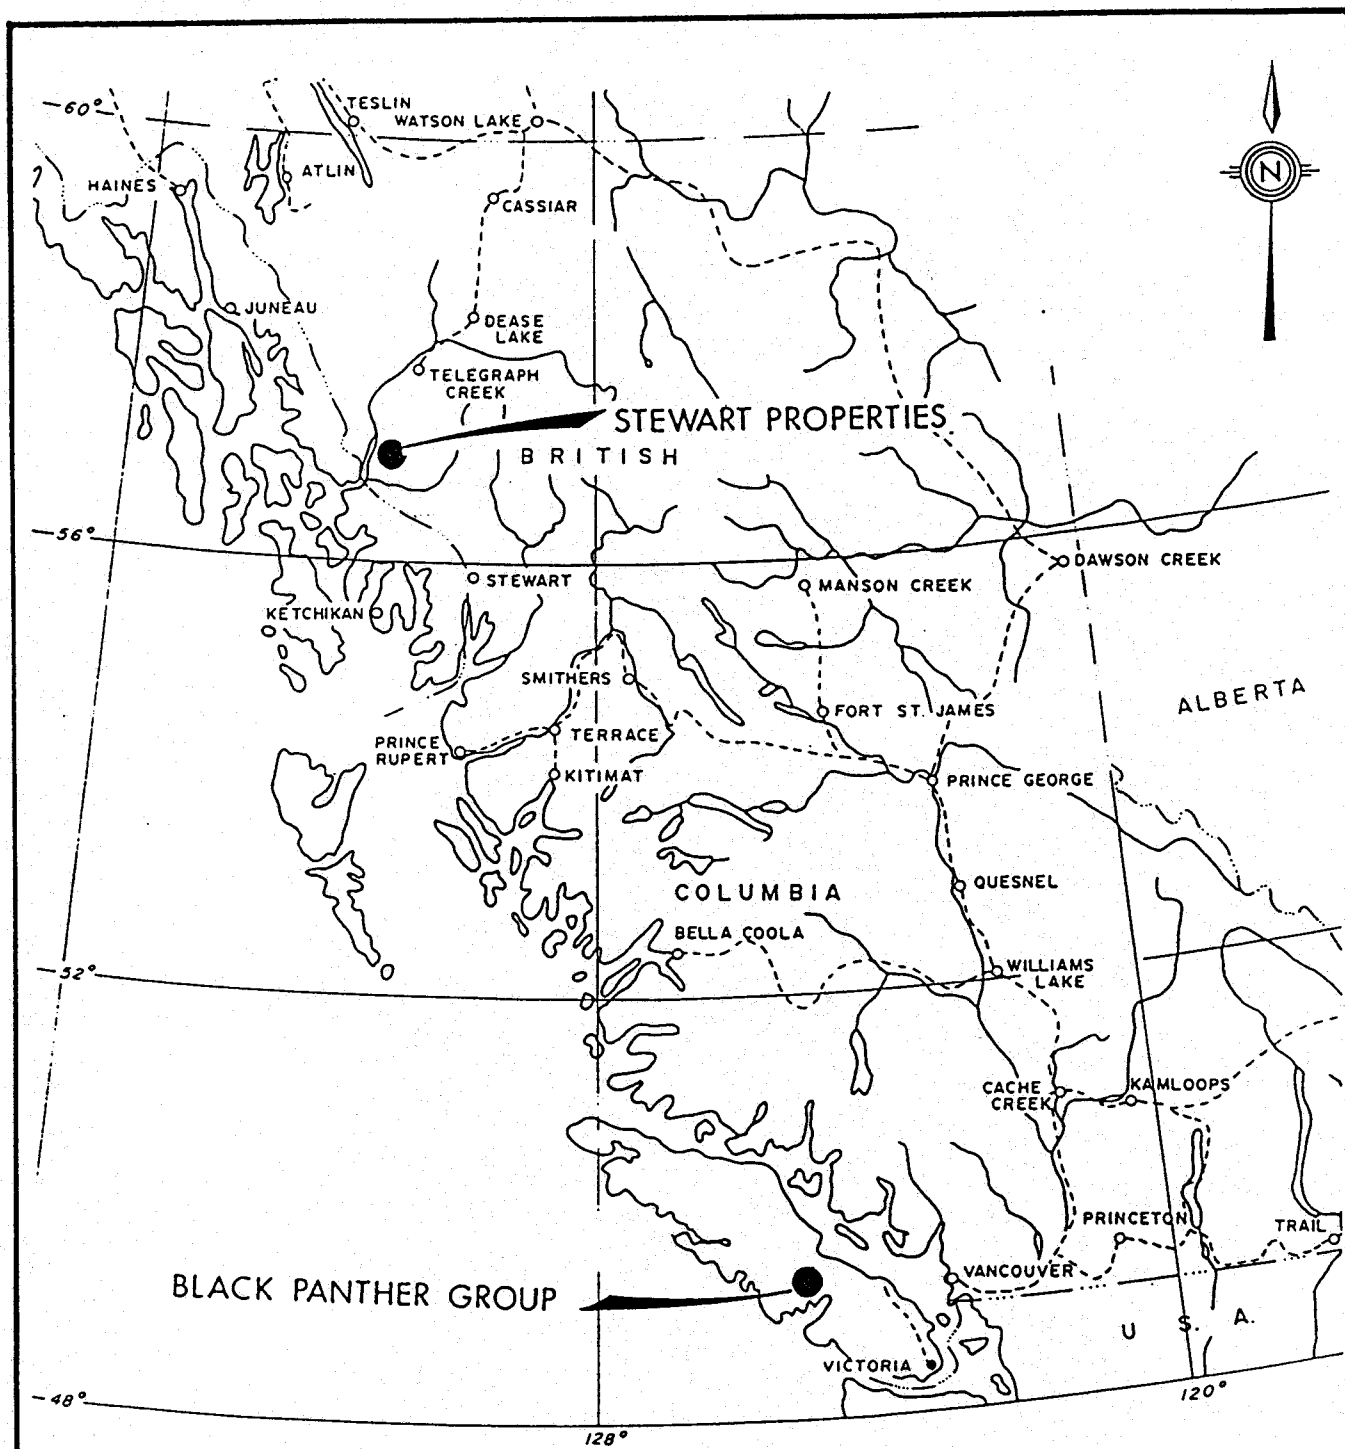 60°
TESLIN
WATSON LAKE
N
ATLIN
HAINES
CASSIAR
JUNEAU
DEASE
LAKE
TELEGRAPH
CREEK
STEWART PROPERTIES
BRITISH
56°
STEWART
DAWSON CREEK
MANSON CREEK
KETCHIKAN
SMITHERS
ALBERTA
FORT ST. JAMES
TERRACE
PRINCE
RUPERT
KITIMAT
PRINCE GEORGE
QUESNEL
COLUMBIA
BELLA COOLA
52°
WILLIAMS
LAKE
CACHE
CREEK
KAMLOOPS
PRINCETON
TRAIL
VANCOUVER
BLACK PANTHER GROUP
U. S. A.
VICTORIA
48°
120°
128°